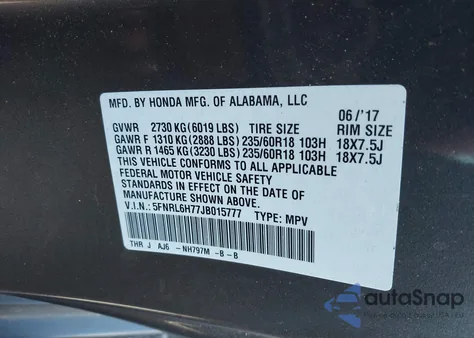 MFD. BY HONDA MFG. OF ALABAMA, LLC 06/'17
GVWR 2730 KG(6019 LBS) TIRE SIZE RIM SIZE
GAWR F 1310 KG(2888 LBS) 235/60R18 103H 18X7.5J
GAWR R 1465 KG(3230 LBS) 235/60R18 103H 18X7.5J
THIS VEHICLE CONFORMS TO ALL APPLICABLE
FEDERAL MOTOR VEHICLE SAFETY
STANDARDS IN EFFECT ON THE DATE OF
MANUFACTURE SHOWN ABOVE.
VIN: 5FNRL6H77JB015777 TYPE: MPV
THR J AJ6 -NH797M -B-B
autoSnap